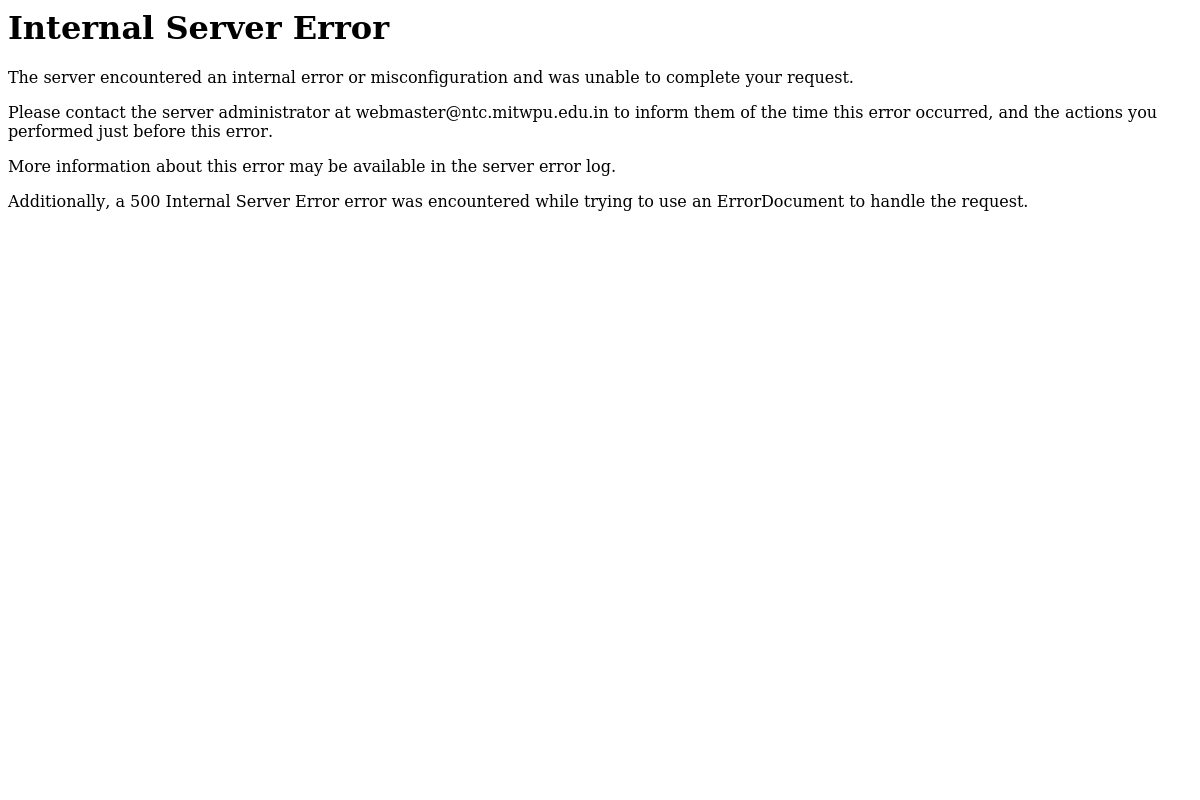 Internal Server Error
The server encountered an internal error or misconfiguration and was unable to complete your request.
Please contact the server administrator at webmaster@ntc.mitwpu.edu.in to inform them of the time this error occurred, and the actions you
performed just before this error.
More information about this error may be available in the server error log.
Additionally, a 500 Internal Server Error error was encountered while trying to use an ErrorDocument to handle the request.